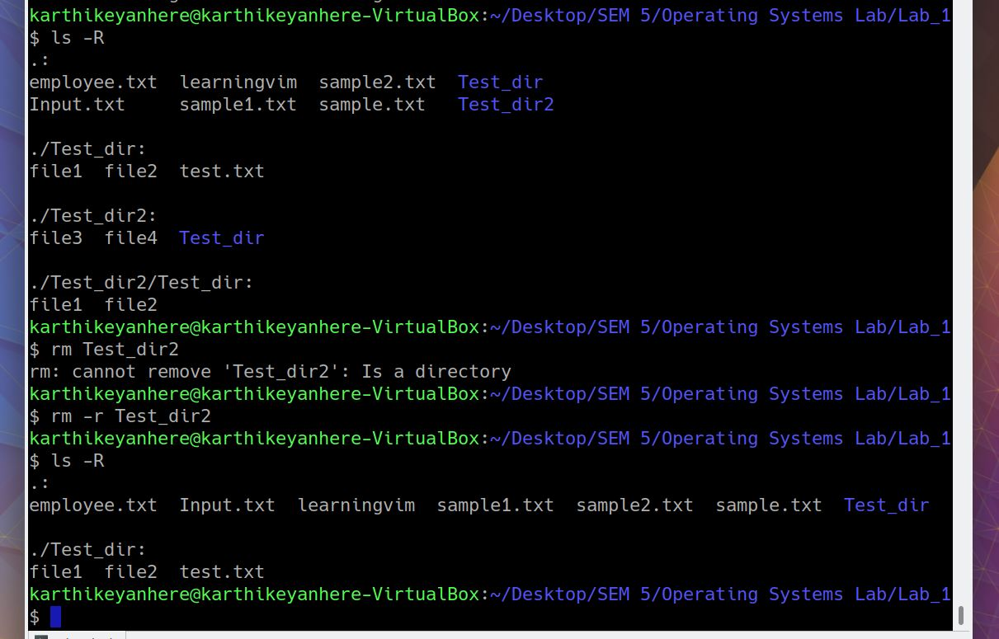 karthikeyanhere@karthikeyanhere-VirtualBox:~/Desktop/SEM 5/Operating Systems Lab/Lab_1
$ ls -R
.:
employee.txt  learningvim  sample2.txt  Test_dir
Input.txt     sample1.txt  sample.txt   Test_dir2

./Test_dir:
file1  file2  test.txt

./Test_dir2:
file3  file4  Test_dir

./Test_dir2/Test_dir:
file1  file2
karthikeyanhere@karthikeyanhere-VirtualBox:~/Desktop/SEM 5/Operating Systems Lab/Lab_1
$ rm Test_dir2
rm: cannot remove 'Test_dir2': Is a directory
karthikeyanhere@karthikeyanhere-VirtualBox:~/Desktop/SEM 5/Operating Systems Lab/Lab_1
$ rm -r Test_dir2
karthikeyanhere@karthikeyanhere-VirtualBox:~/Desktop/SEM 5/Operating Systems Lab/Lab_1
$ ls -R
.:
employee.txt  Input.txt  learningvim  sample1.txt  sample2.txt  sample.txt  Test_dir

./Test_dir:
file1  file2  test.txt
karthikeyanhere@karthikeyanhere-VirtualBox:~/Desktop/SEM 5/Operating Systems Lab/Lab_1
$